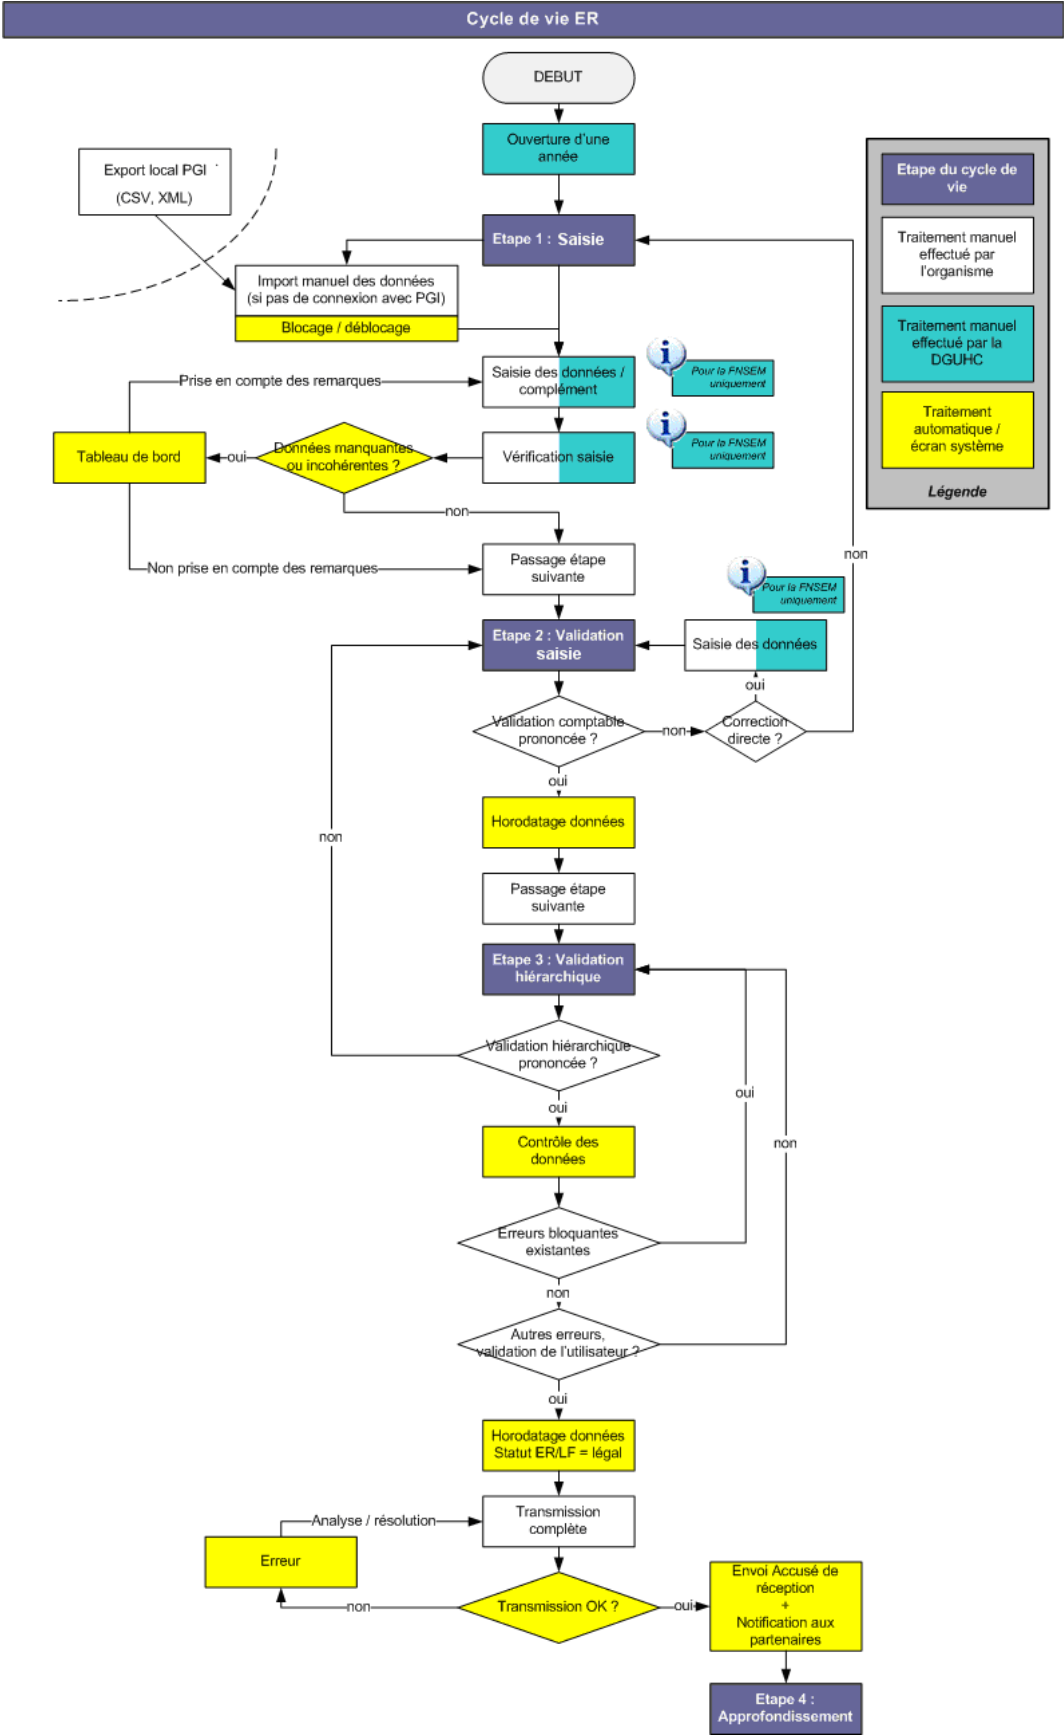 Cycle de vie ER
DEBUT
Ouverture d'une
année
Export local PGI
(CSV, XML)
Etape du cycle de
vie
Traitement manuel
effectué par
l'organisme
Traitement manuel
effectué par la
DGUHC
Traitement
automatique /
écran système
Légende
Etape 1 : Saisie
Import manuel des données
(si pas de connexion avec PGI)
Blocage / déblocage
Saisie des données /
complément
Pour la FNSEM
uniquement
Prise en compte des remarques
Pour la FNSEM
uniquement
Tableau de bord
oui
Données manquantes
ou incohérentes ?
Vérification saisie
non
Non prise en compte des remarques
Passage étape
suivante
non
Pour la FNSEM
uniquement
Etape 2 : Validation
saisie
Saisie des données
oui
Validation comptable
prononcée ?
non
Correction
directe ?
oui
Horodatage données
non
Passage étape
suivante
Etape 3 : Validation
hiérarchique
Validation hiérarchique
prononcée ?
oui
oui
Contrôle des
données
non
Erreurs bloquantes
existantes
non
Autres erreurs,
validation de l'utilisateur ?
oui
Horodatage données
Statut ER/LF = légal
Analyse / résolution
Transmission
complète
Erreur
non
Transmission OK ?
oui
Envoi Accusé de
réception
+
Notification aux
partenaires
Etape 4 :
Approfondissement